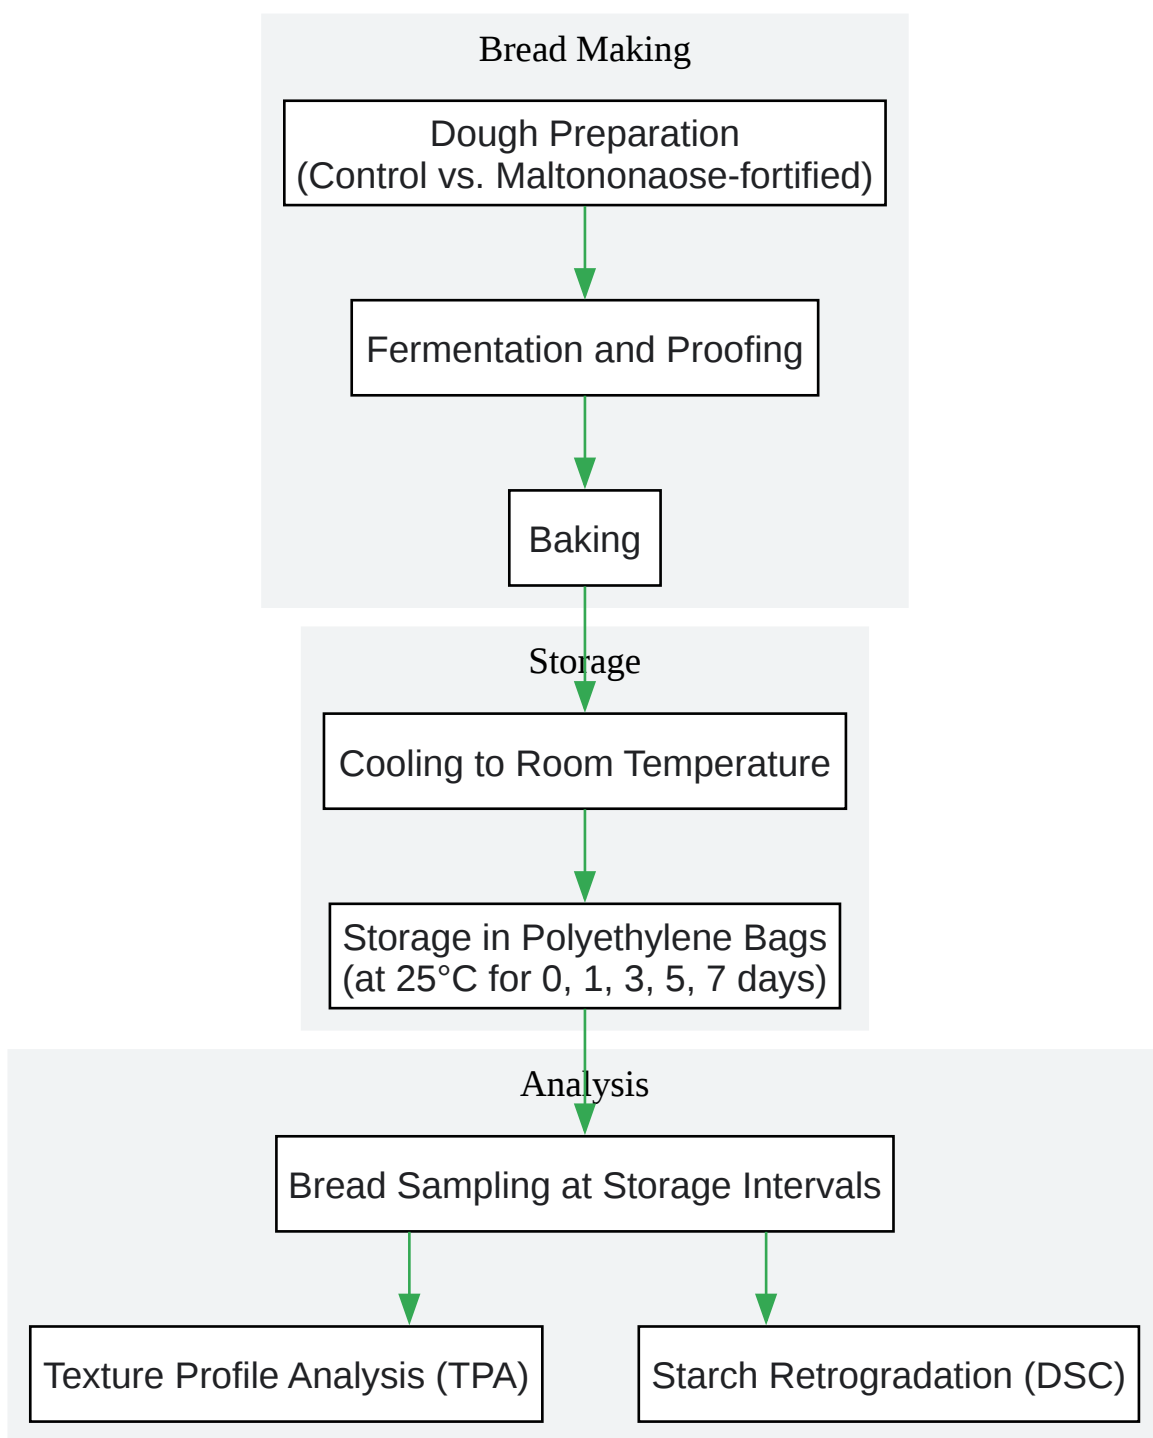 Bread Making
Dough Preparation
(Control vs. Maltononaose-fortified)
Fermentation and Proofing
Baking
Storage
Cooling to Room Temperature
Storage in Polyethylene Bags
(at 25°C for 0, 1, 3, 5, 7 days)
Analysis
Bread Sampling at Storage Intervals
Texture Profile Analysis (TPA)
Starch Retrogradation (DSC)